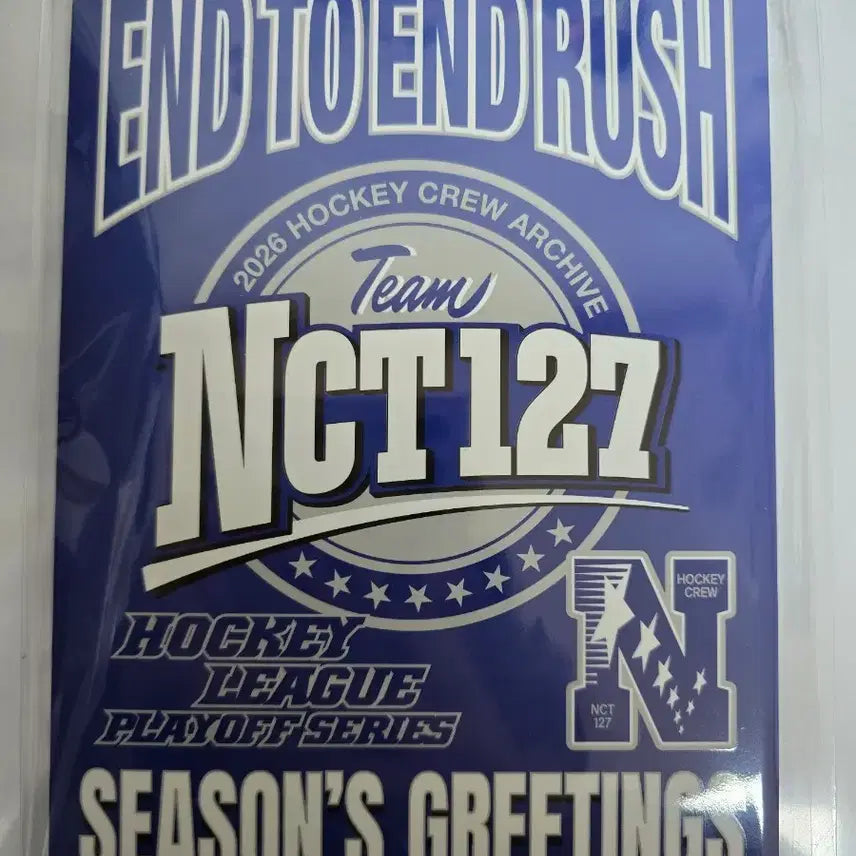 END TO END RUSH
2026 HOCKEY CREW ARCHIVE
Team
NCT 127
HOCKEY
LEAGUE
PLAYOFF SERIES
HOCKEY
CREW
NCT
127
SEASON'S GREETINGS